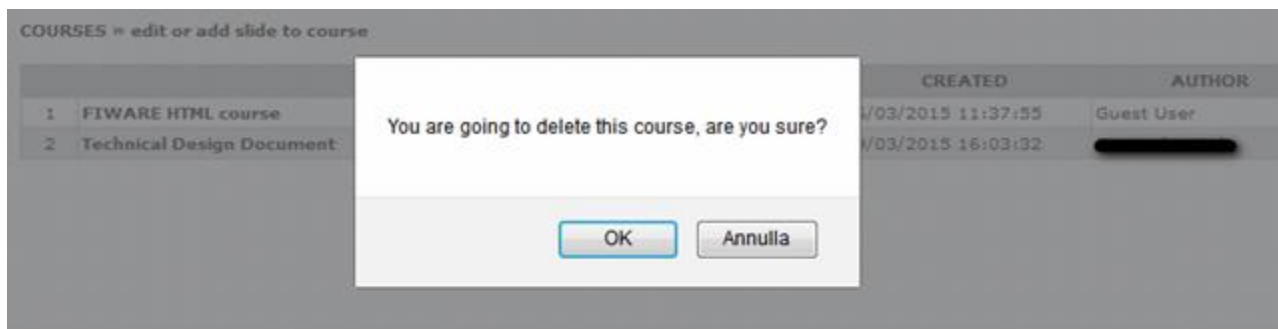 COURSES » edit or add slide to course
CREATED AUTHOR
1 FIWARE HTML course /03/2015 11:37:55 Guest User
2 Technical Design Document /03/2015 16:03:32
You are going to delete this course, are you sure?
OK Annulla